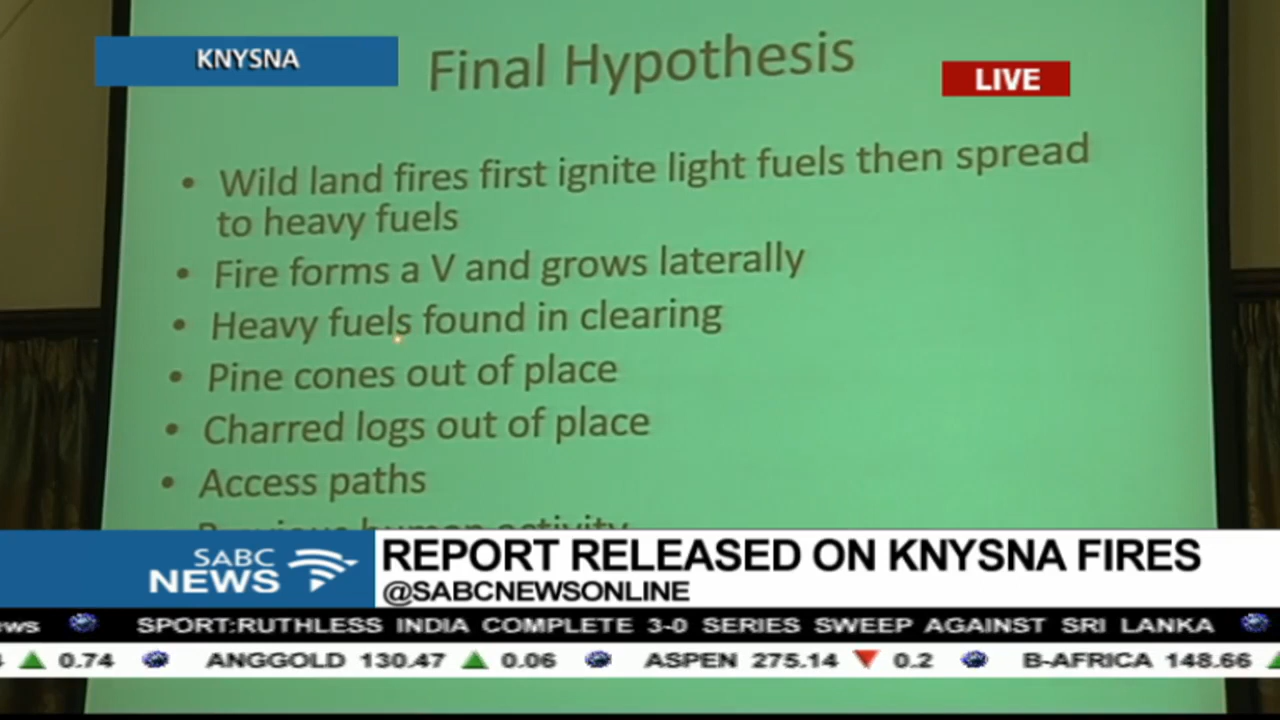 KNYSNA
LIVE
Final Hypothesis
• Wild land fires first ignite light fuels then spread
to heavy fuels
• Fire forms a V and grows laterally
• Heavy fuels found in clearing
• Pine cones out of place
• Charred logs out of place
• Access paths
Previous human activity
SABC
NEWS
REPORT RELEASED ON KNYSNA FIRES
@SABCNEWSONLINE
SPORT:RUTHLESS INDIA COMPLETE 3-0 SERIES SWEEP AGAINST SRI LANKA
0.74 ANGGOLD 130.47 0.06 ASPEN 275.14 0.2 B-AFRICA 148.66